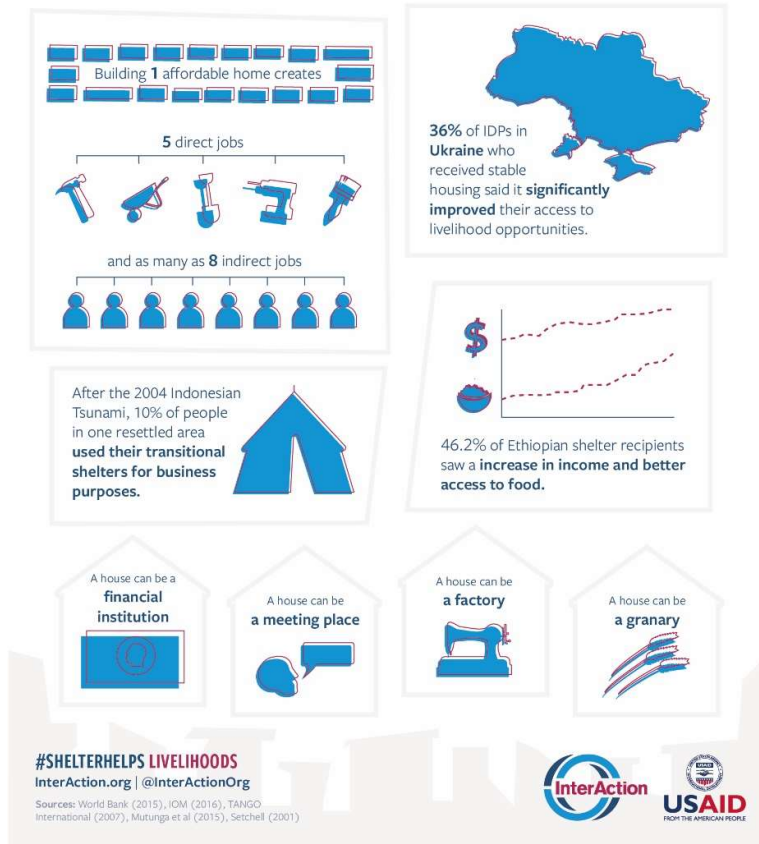 Building 1 affordable home creates
5 direct jobs
and as many as 8 indirect jobs
36% of IDPs in
Ukraine who
received stable
housing said it significantly
improved their access to
livelihood opportunities.
After the 2004 Indonesian
Tsunami, 10% of people
in one resettled area
used their transitional
shelters for business
purposes.
$
46.2% of Ethiopian shelter recipients
saw a increase in income and better
access to food.
A house can be a
financial
institution
A house can be
a meeting place
A house can be
a factory
A house can be
a granary
#SHELTERHELPS LIVELIHOODS
InterAction.org | @InterActionOrg
Sources: World Bank (2015), IOM (2016), TANGO
International (2007), Mutunga et al (2015), Setchell (2001)
InterAction
USAID
USAID
FROM THE AMERICAN PEOPLE